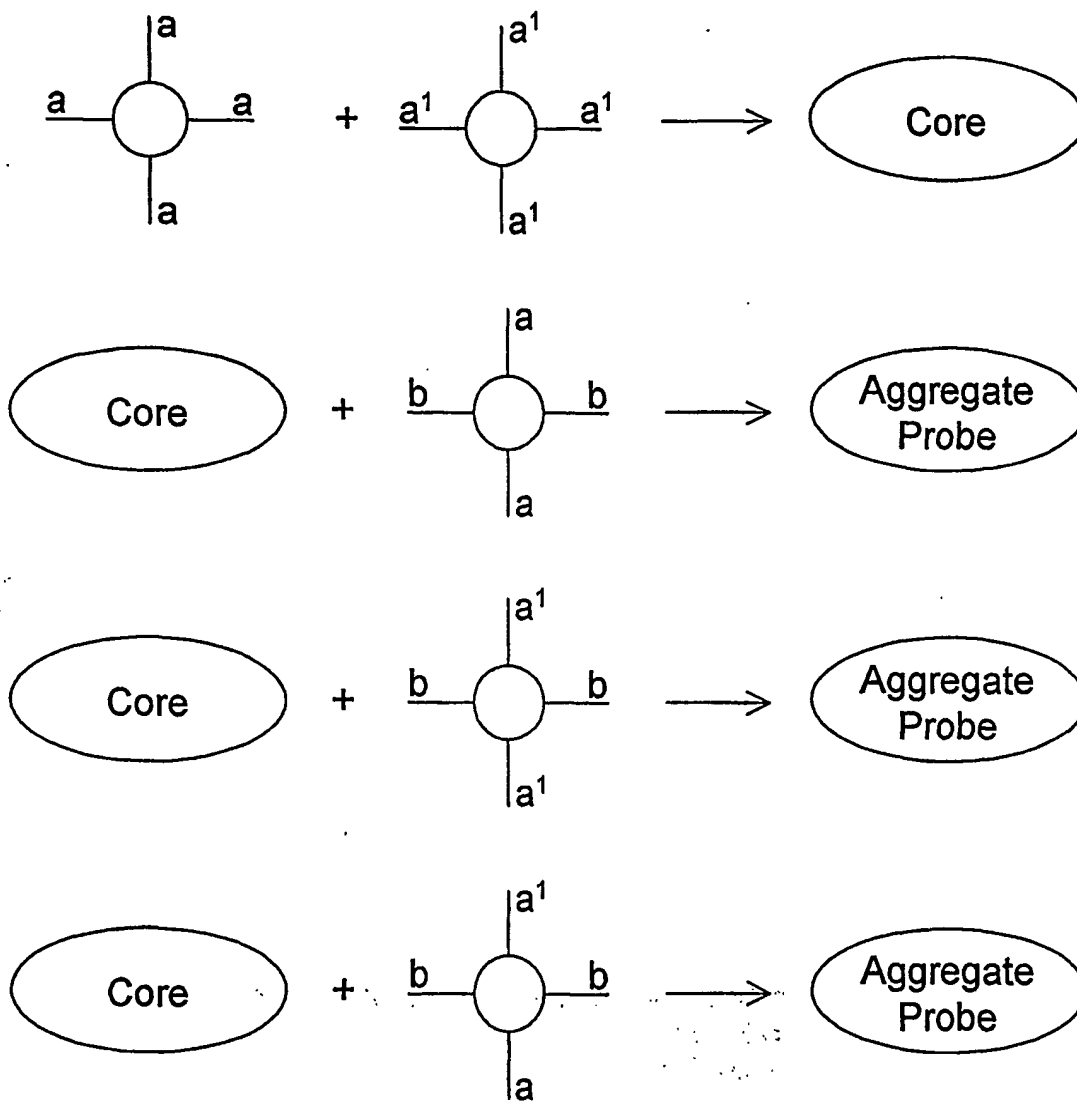 a
a a
a
+
a¹
a¹ a¹
a¹
Core
Core
+
a
b b
a
Aggregate
Probe
Core
+
a¹
b b
a¹
Aggregate
Probe
Core
+
a¹
b b
a
Aggregate
Probe